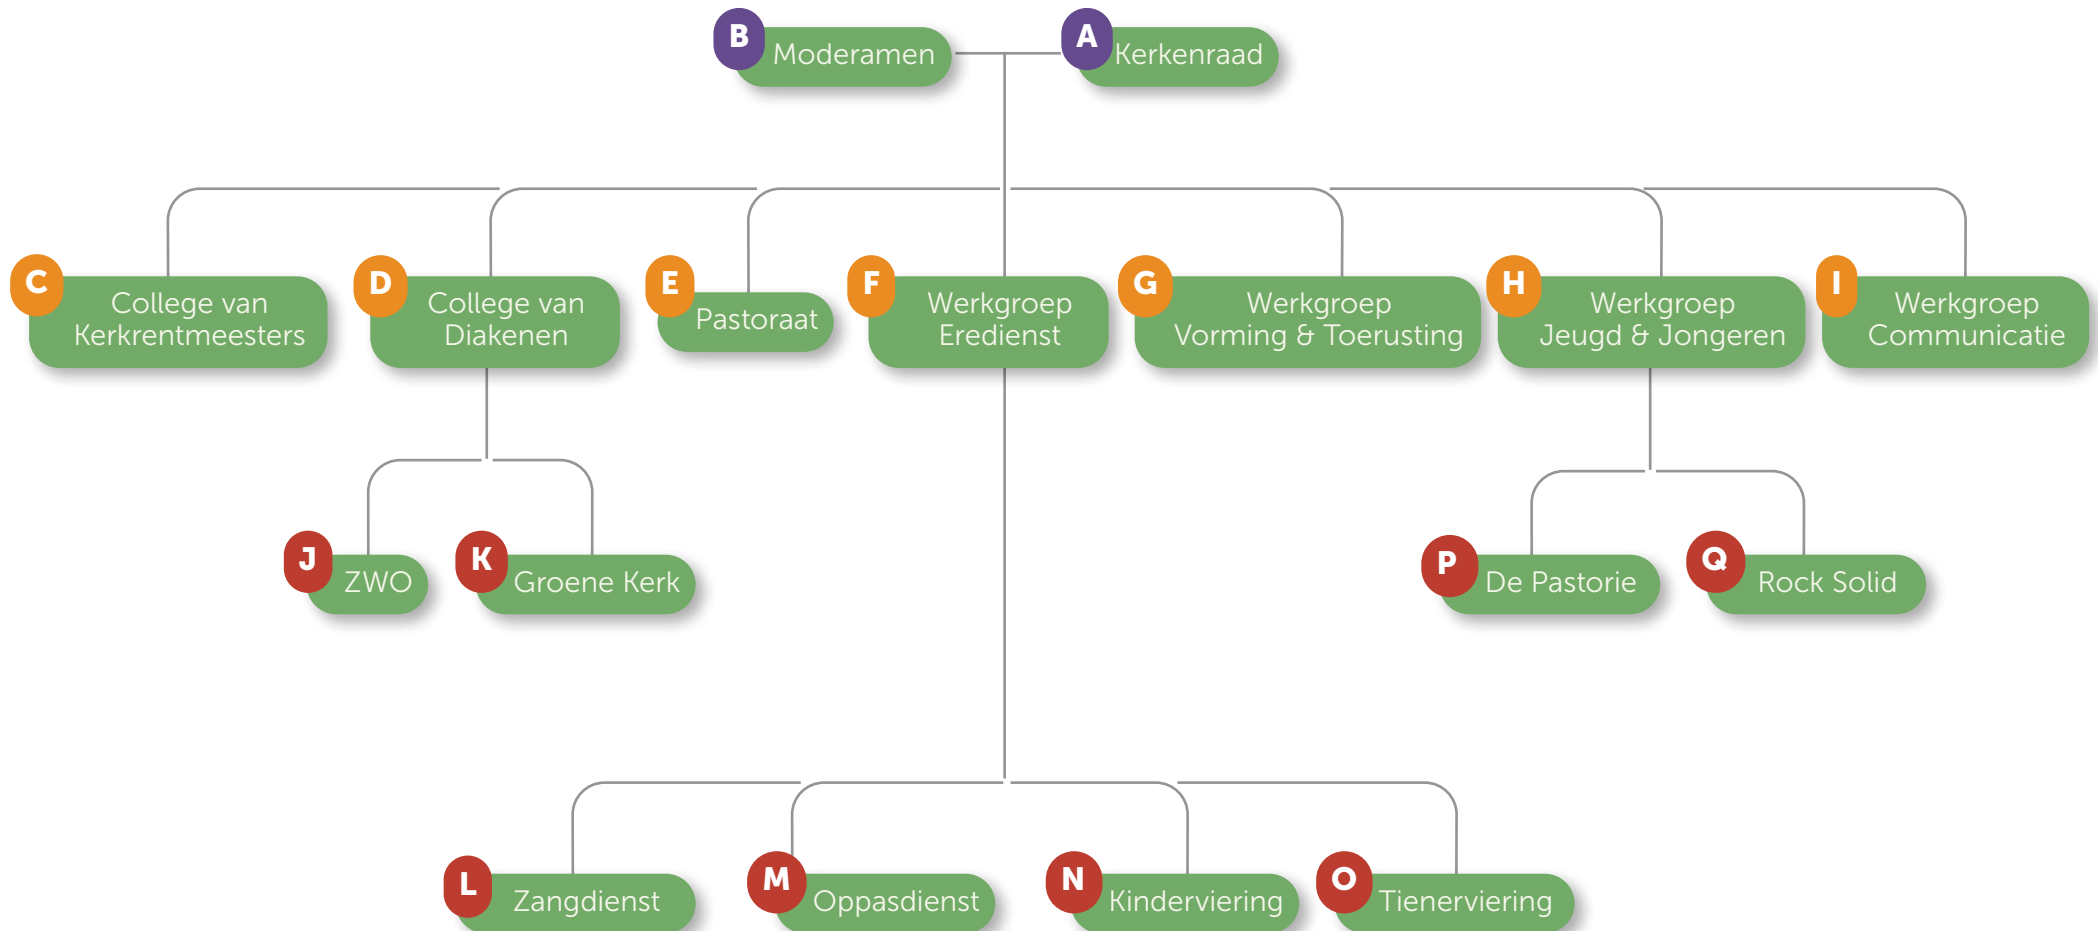 B
Moderamen
A
Kerkenraad
C
College van
Kerkrentmeesters
D
College van
Diakenen
E
Pastoraat
F
Werkgroep
Eredienst
G
Werkgroep
Vorming & Toerusting
H
Werkgroep
Jeugd & Jongeren
I
Werkgroep
Communicatie
J
ZWO
K
Groene Kerk
P
De Pastorie
Q
Rock Solid
L
Zangdienst
M
Oppasdienst
N
Kinderviering
O
Tienerviering